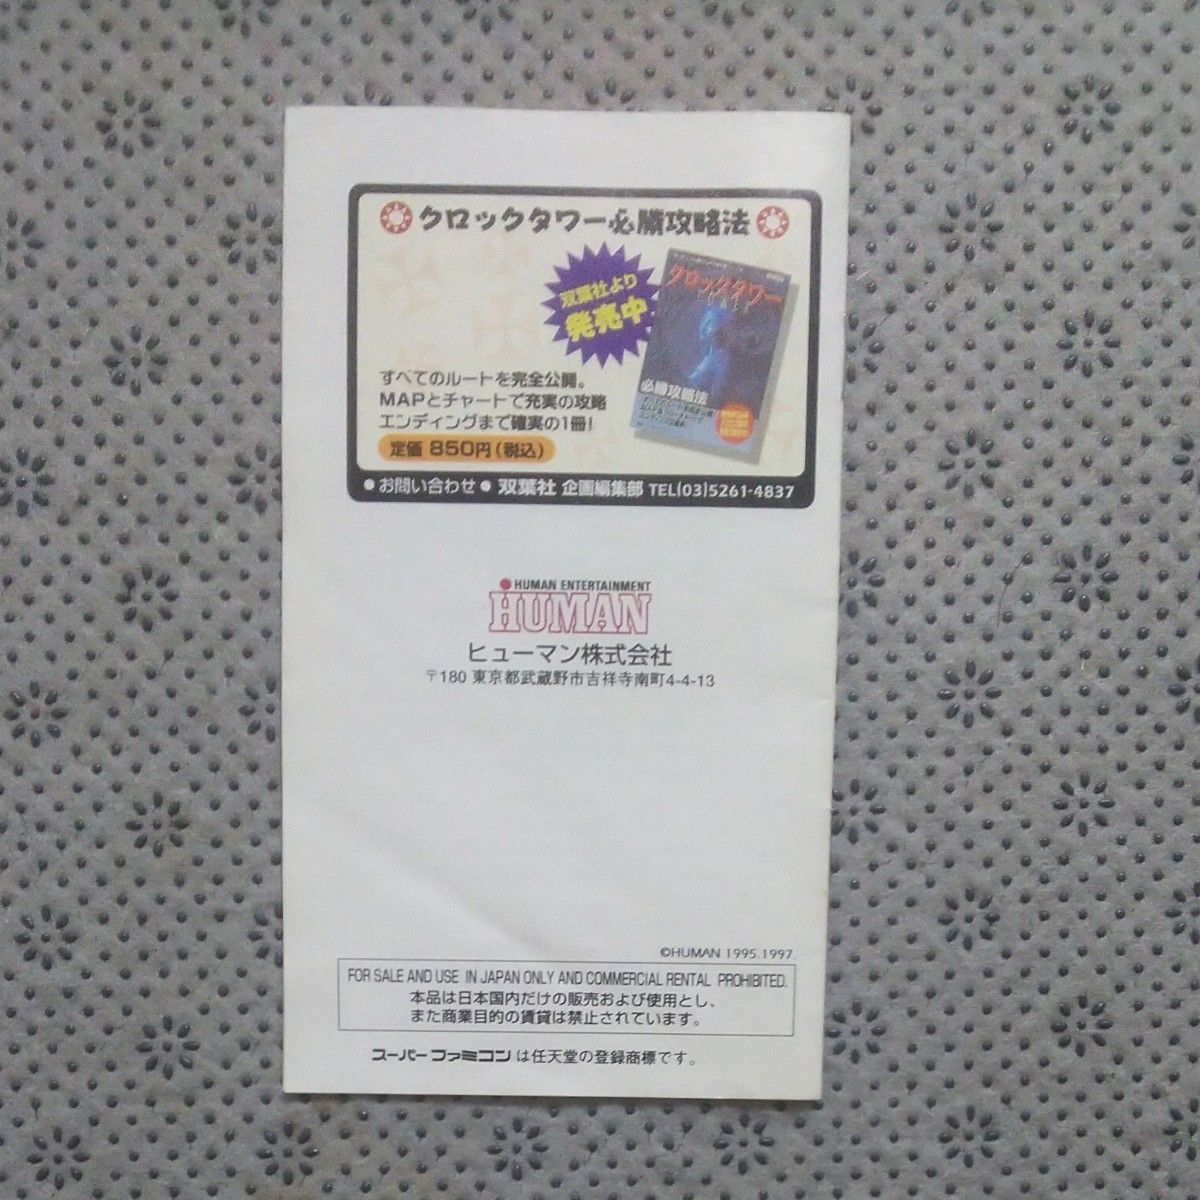 クロックタワー必勝攻略法
双葉社より
発売中
クロックタワー
必勝攻略法
すべてのルートを完全公開。
MAPとチャートで充実の攻略
エンディングまで確実の1冊!
定価 850円(税込)
●お問い合わせ● 双葉社 企画編集部 TEL(03)5261-4837
HUMAN ENTERTAINMENT
HUMAN
ヒューマン株式会社
〒180 東京都武蔵野市吉祥寺南町4-4-13
©HUMAN 1995.1997.
FOR SALE AND USE IN JAPAN ONLY AND COMMERCIAL RENTAL PROHIBITED.
本品は日本国内だけの販売および使用とし、
また商業目的の賃貸は禁止されています。
スーパーファミコンは任天堂の登録商標です。